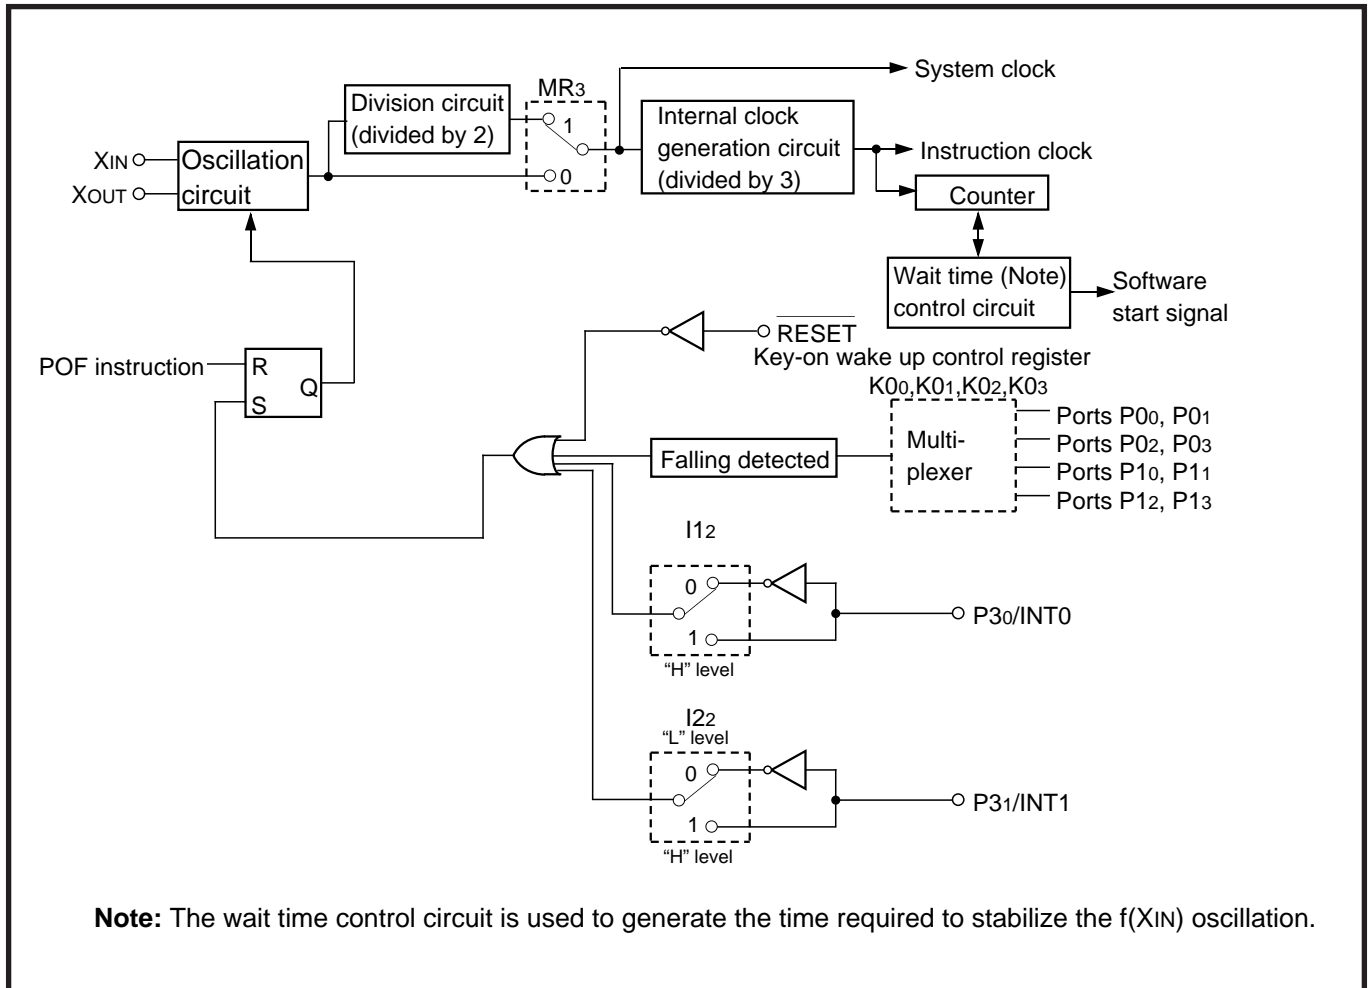 System clock
MR3
Division circuit
(divided by 2)
1
0
Internal clock
generation circuit
(divided by 3)
Instruction clock
XIN
XOUT
Oscillation
circuit
Counter
Wait time (Note)
control circuit
Software
start signal
RESET
Key-on wake up control register
K00,K01,K02,K03
POF instruction
R
S
Q
Multi-
plexer
Ports P00, P01
Ports P02, P03
Ports P10, P11
Ports P12, P13
Falling detected
I12
0
1
“H” level
P30/INT0
I22
“L” level
0
1
“H” level
P31/INT1
Note: The wait time control circuit is used to generate the time required to stabilize the f(XIN) oscillation.